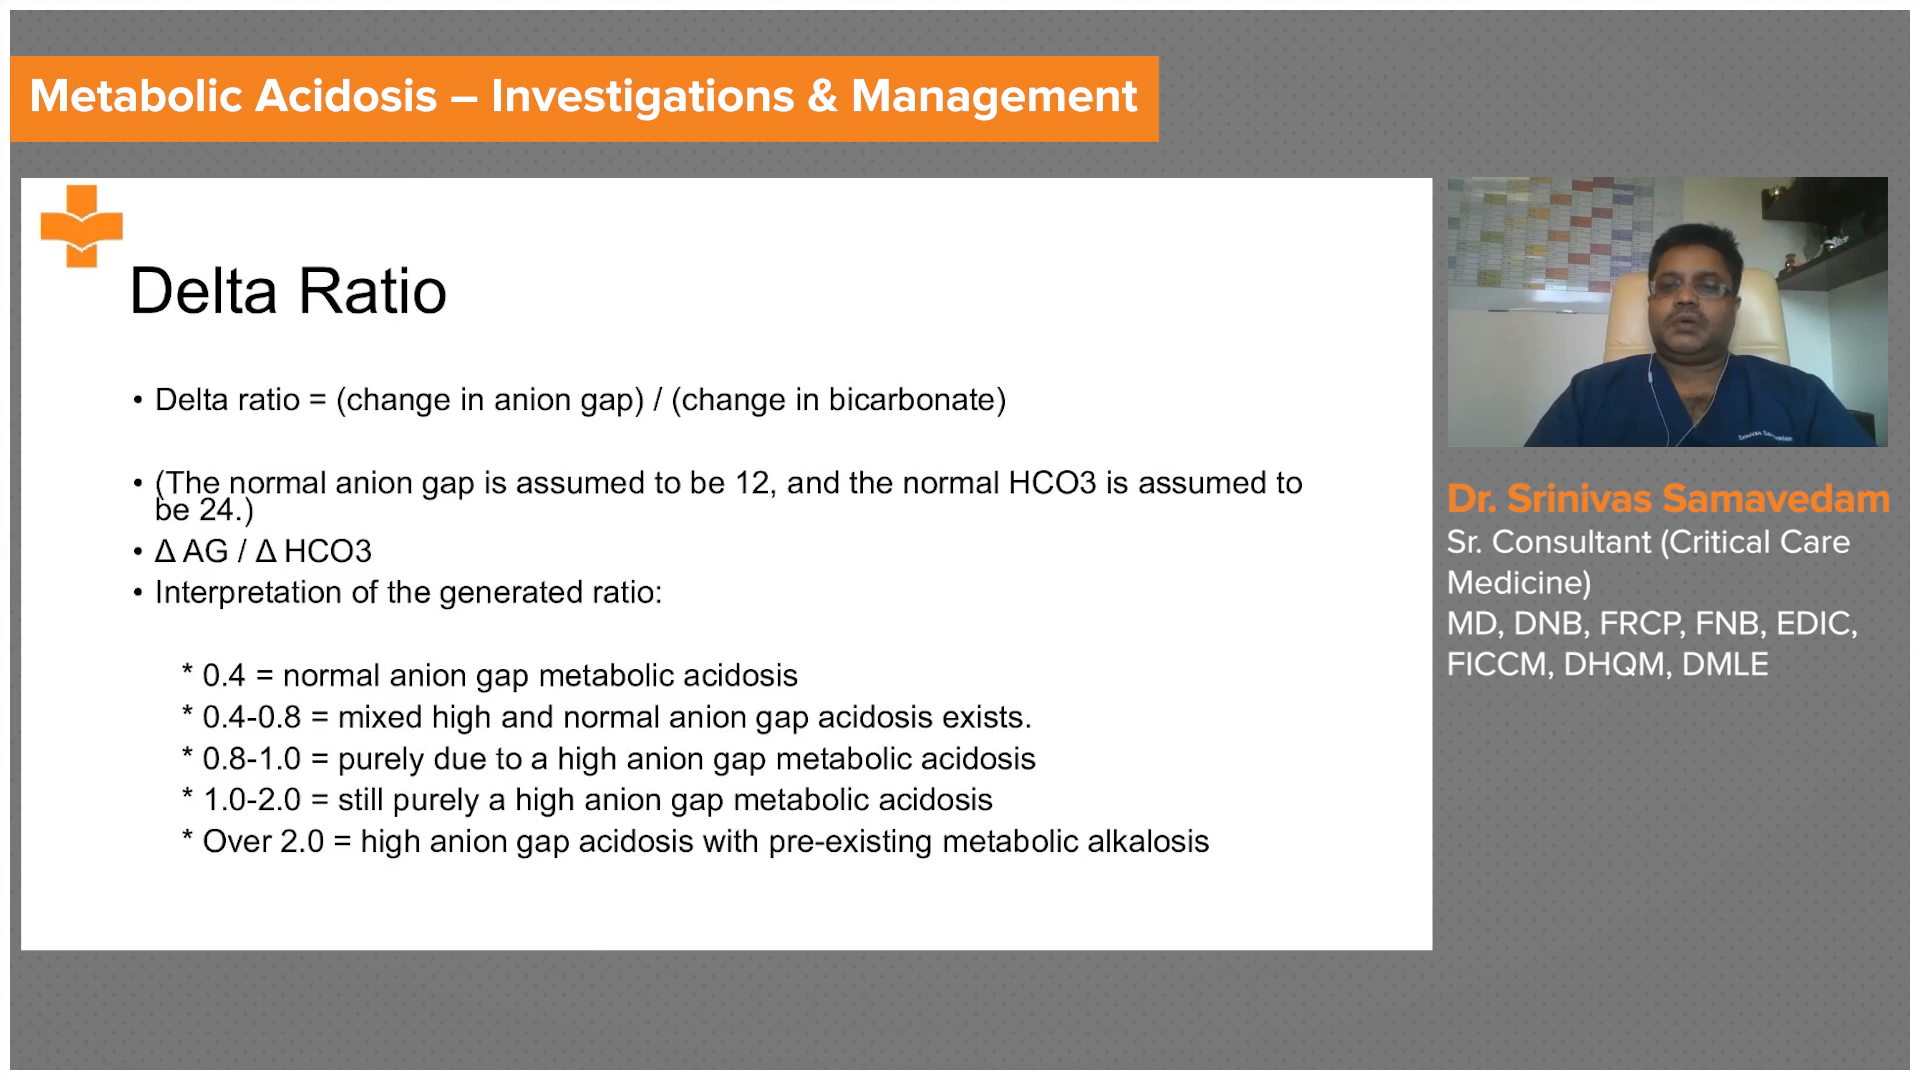 Metabolic Acidosis – Investigations & Management
Delta Ratio
• Delta ratio = (change in anion gap) / (change in bicarbonate)
• (The normal anion gap is assumed to be 12, and the normal HCO3 is assumed to
be 24.)
• Δ AG / Δ HCO3
• Interpretation of the generated ratio:
* 0.4 = normal anion gap metabolic acidosis
* 0.4-0.8 = mixed high and normal anion gap acidosis exists.
* 0.8-1.0 = purely due to a high anion gap metabolic acidosis
* 1.0-2.0 = still purely a high anion gap metabolic acidosis
* Over 2.0 = high anion gap acidosis with pre-existing metabolic alkalosis
Srinivas Samavedam
Dr. Srinivas Samavedam
Sr. Consultant (Critical Care
Medicine)
MD, DNB, FRCP, FNB, EDIC,
FICCM, DHQM, DMLE